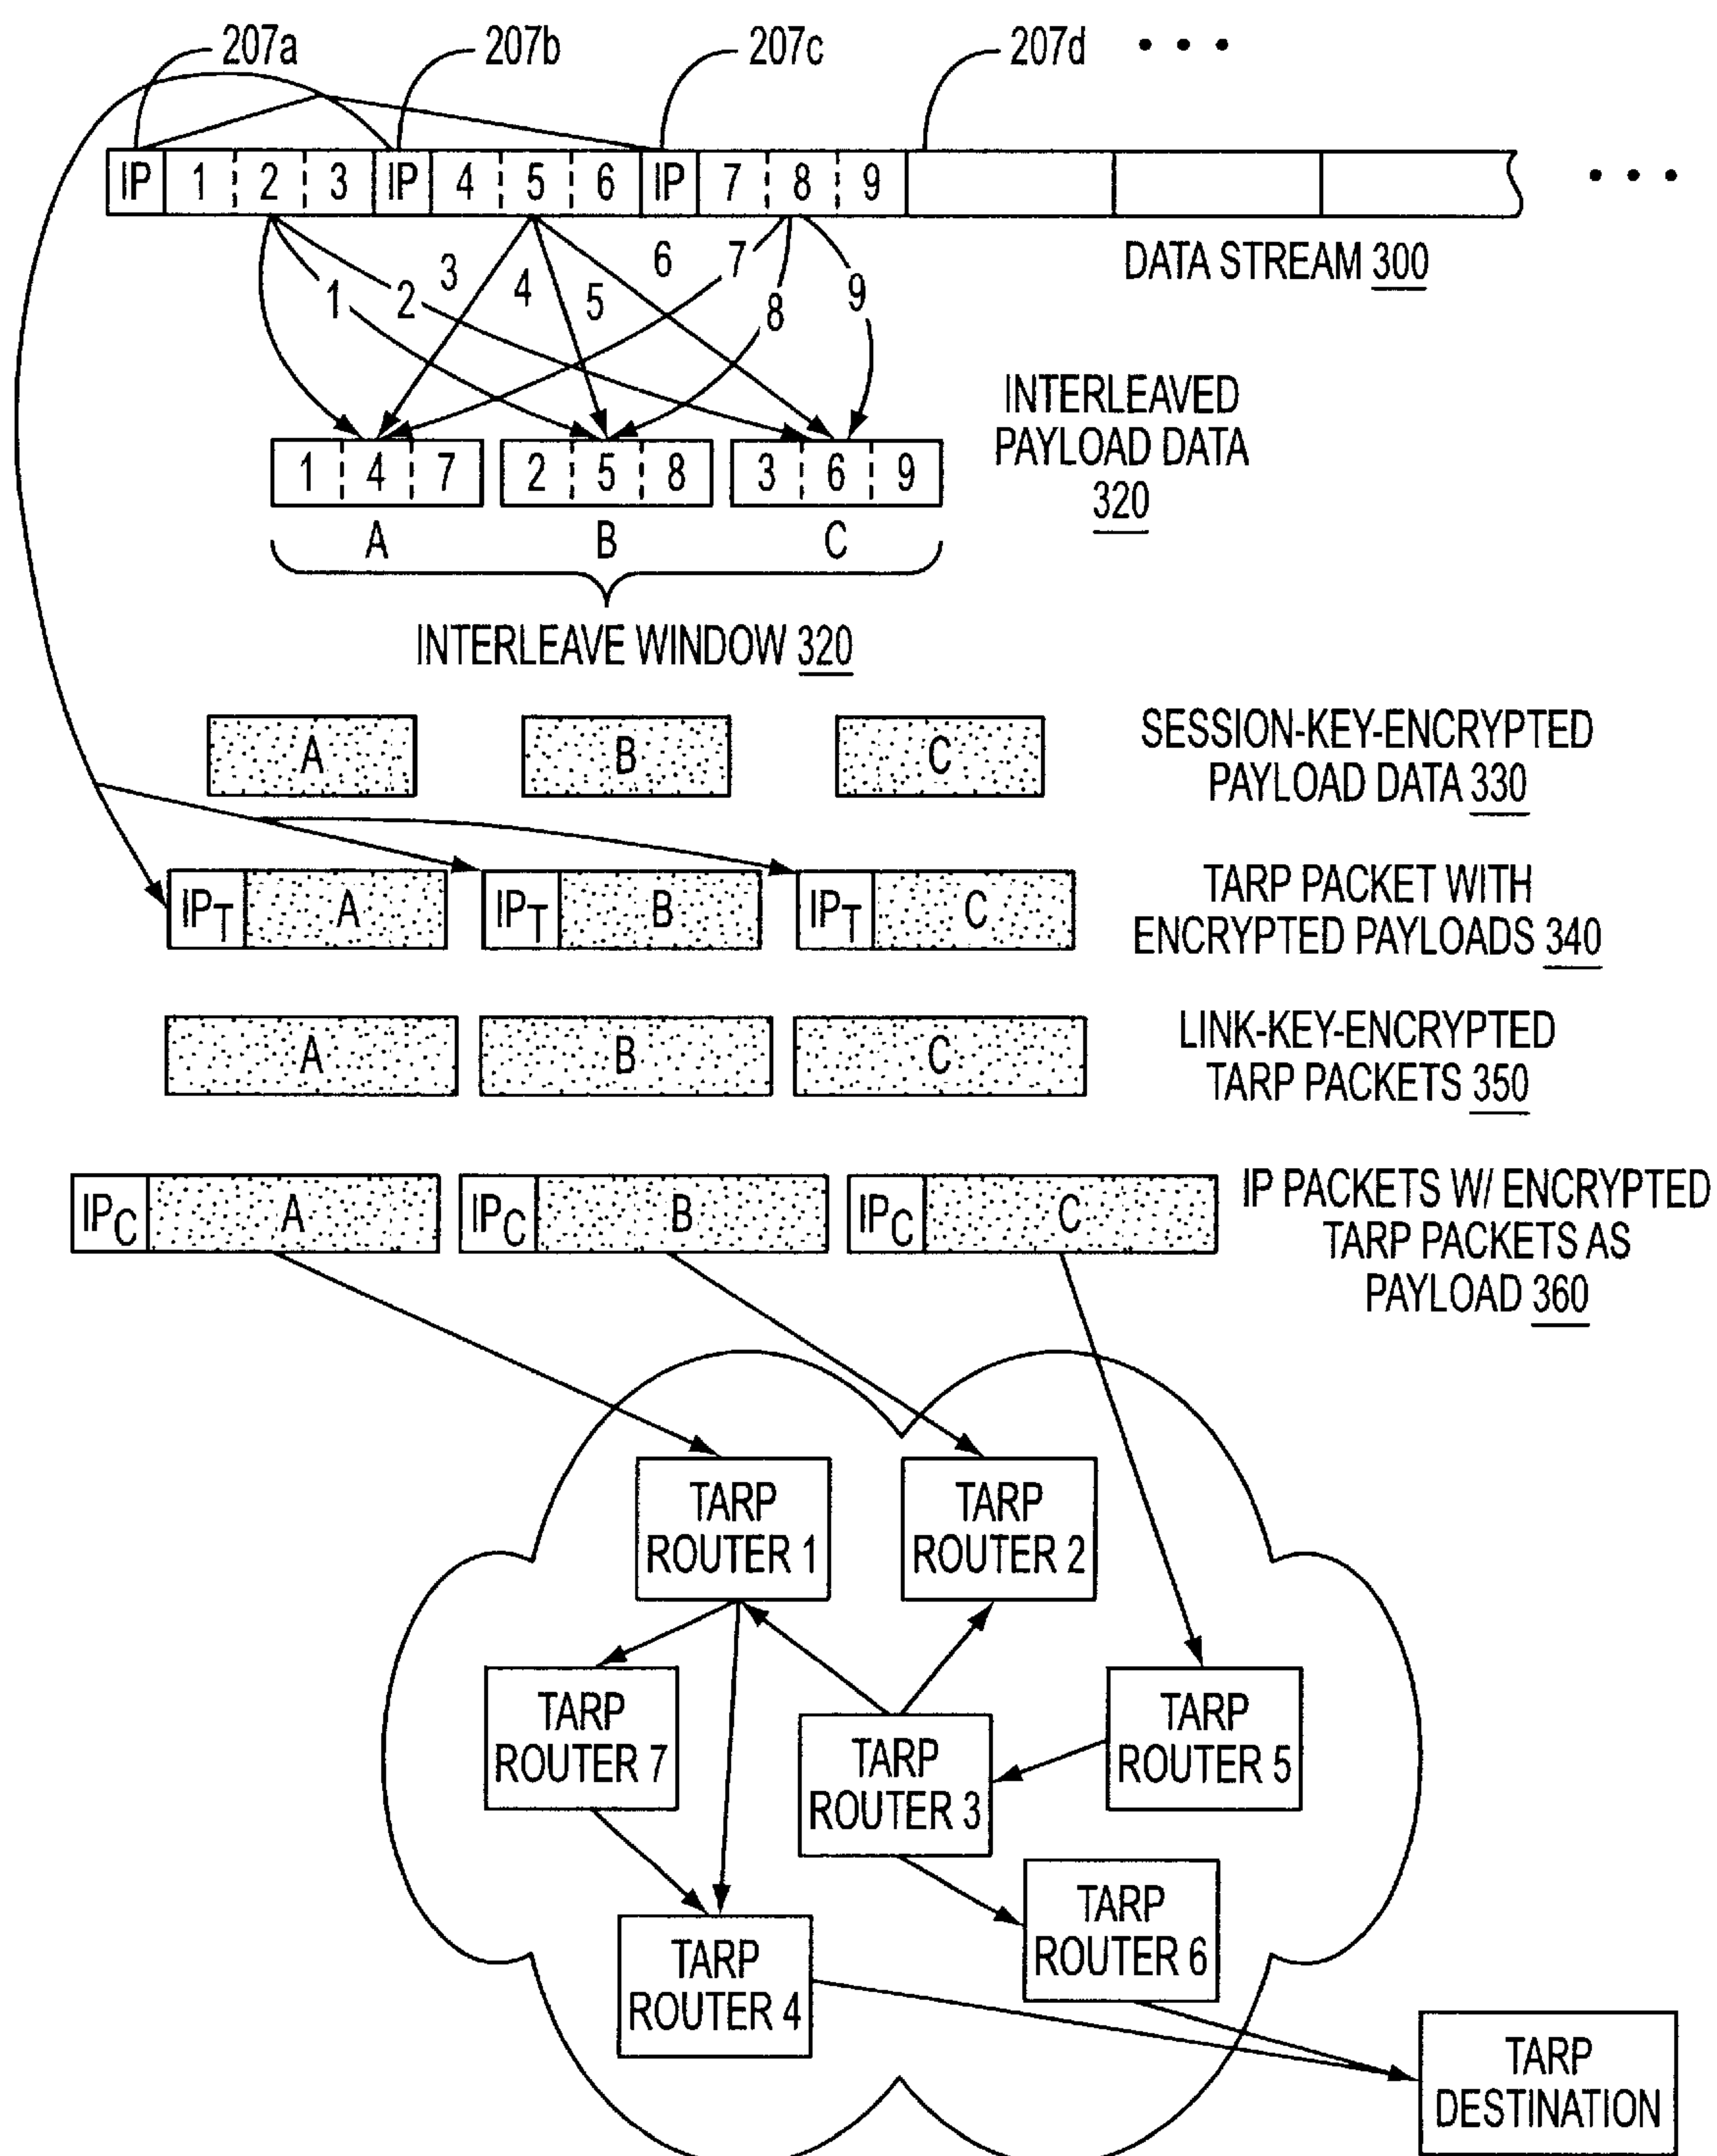 207a 207b 207c 207d • • •
IP 1 2 3 IP 4 5 6 IP 7 8 9 • • •
DATA STREAM 300
1 2 3 4 5 6 7 8 9
INTERLEAVED
PAYLOAD DATA
320
1 4 7 2 5 8 3 6 9
A B C
INTERLEAVE WINDOW 320
A B C
SESSION-KEY-ENCRYPTED
PAYLOAD DATA 330
IPT A IPT B IPT C
TARP PACKET WITH
ENCRYPTED PAYLOADS 340
A B C
LINK-KEY-ENCRYPTED
TARP PACKETS 350
IPC A IPC B IPC C
IP PACKETS W/ ENCRYPTED
TARP PACKETS AS
PAYLOAD 360
TARP
ROUTER 1
TARP
ROUTER 2
TARP
ROUTER 7
TARP
ROUTER 3
TARP
ROUTER 5
TARP
ROUTER 4
TARP
ROUTER 6
TARP
DESTINATION